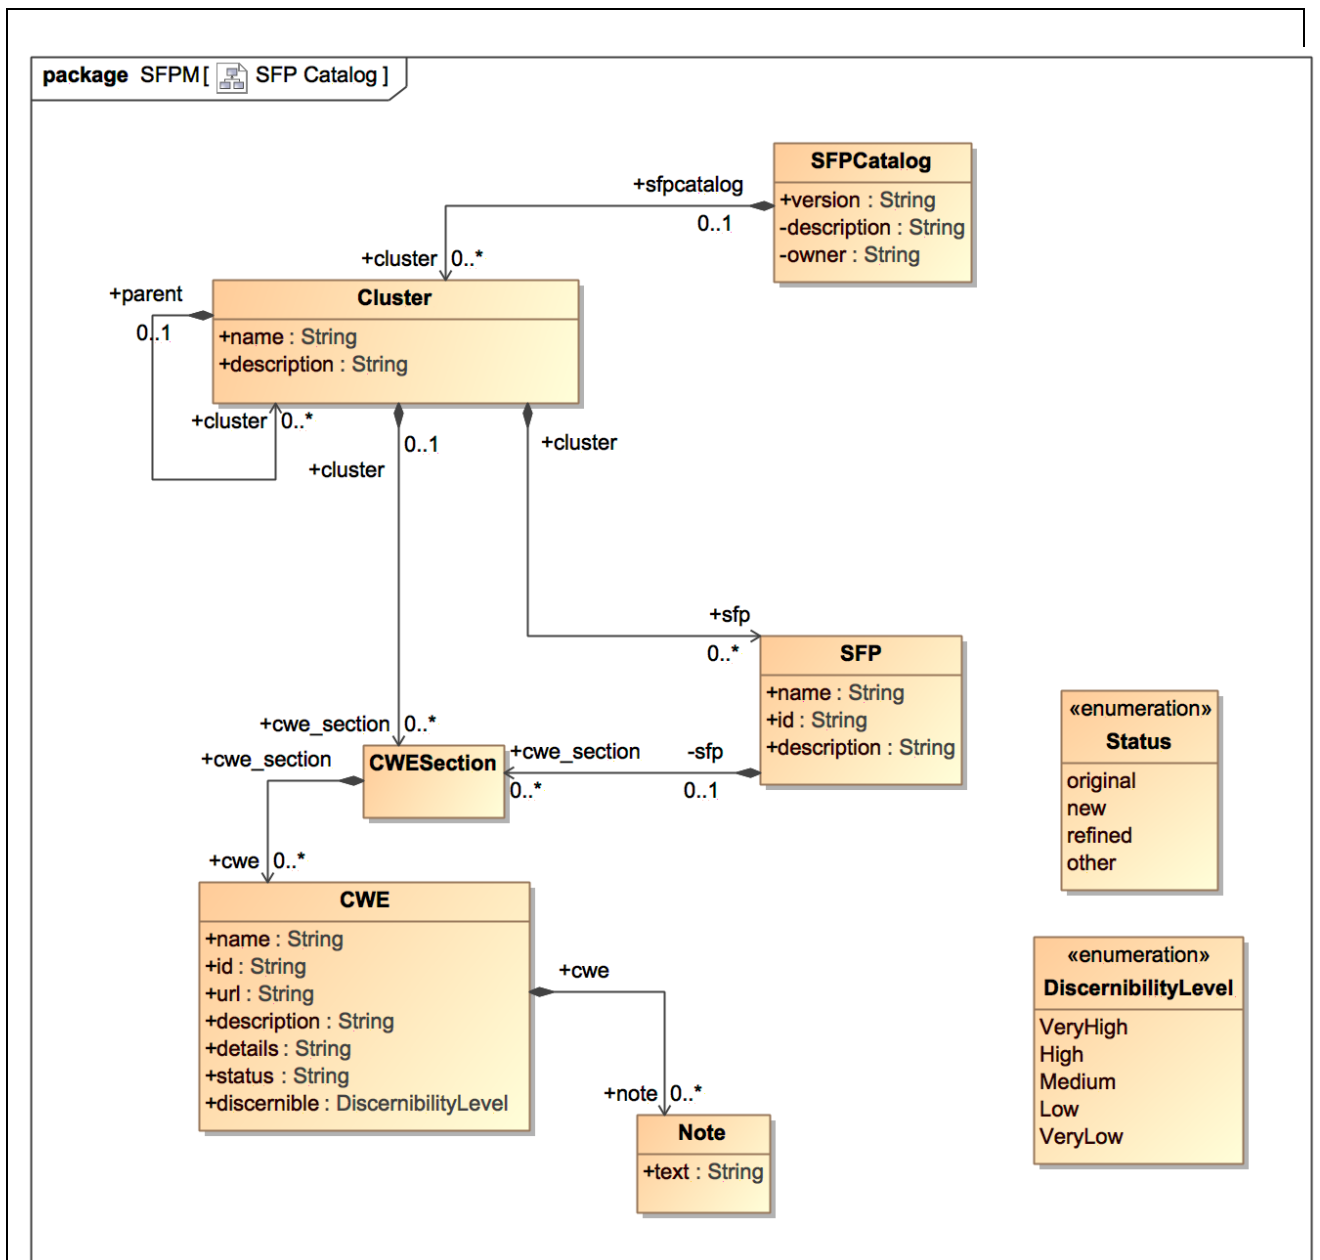 package SFPM[ SFP Catalog ]
SFPCatalog
+version : String
-description : String
-owner : String
+sfpcatalog
0..1
+cluster 0..*
Cluster
+name : String
+description : String
+parent
0..1
+cluster 0..*
0..1
+cluster
+cluster
+sfp
0..*
SFP
+name : String
+id : String
+description : String
+cwe_section 0..*
CWESection
+cwe_section
-sfp
0..*
0..1
+cwe_section
+cwe 0..*
CWE
+name : String
+id : String
+url : String
+description : String
+details : String
+status : String
+discernible : DiscernibilityLevel
+cwe
+note 0..*
Note
+text : String
«enumeration»
Status
original
new
refined
other
«enumeration»
DiscernibilityLevel
VeryHigh
High
Medium
Low
VeryLow